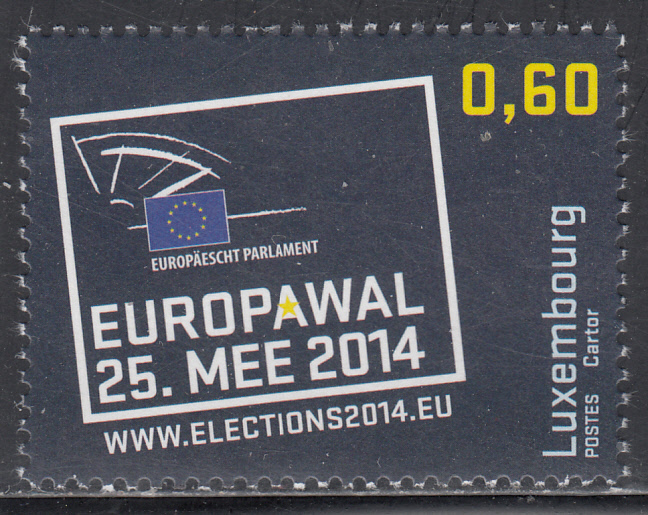 0,60
EUROPÄESCHT PARLAMENT
EUROPAWAL
25. MEE 2014
WWW.ELECTIONS2014.EU
Luxembourg
POSTES Cartor